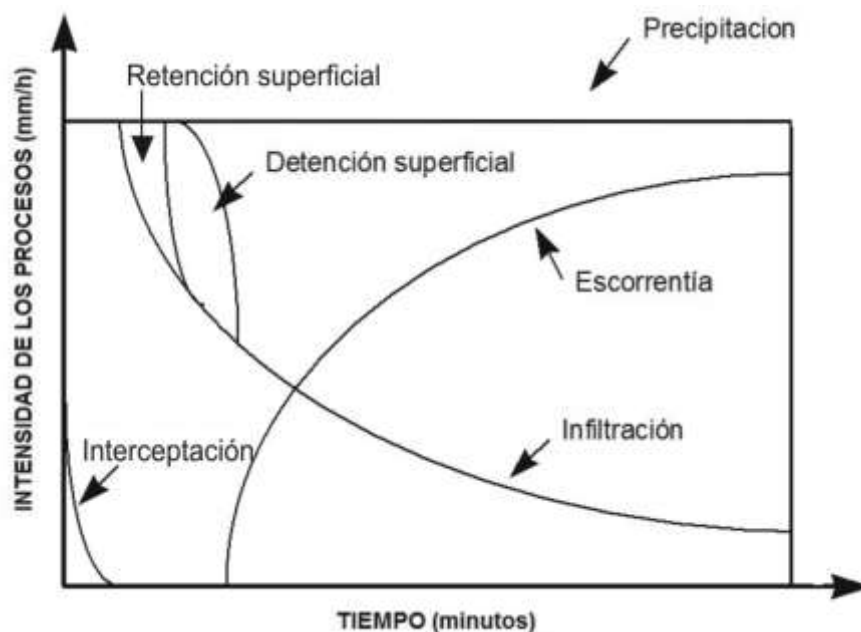 Precipitacion
Retención superficial
Detención superficial
Escorrentía
Interceptación
Infiltración
INTENSIDAD DE LOS PROCESOS (mm/h)
TIEMPO (minutos)